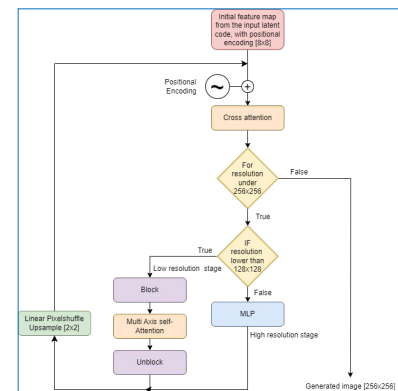 Initial feature map
from the input latent
code, with positional
encoding [8x8]
Positional
Encoding
~
+
Cross attention
For
resolution
under
256x256
False
True
IF
resolution
lower than
128x128
True
Low resolution stage
False
Block
MLP
High resolution stage
Multi Axis self-
Attention
Linear Pixelshuffle
Upsample [2x2]
Unblock
Generated image [256x256]